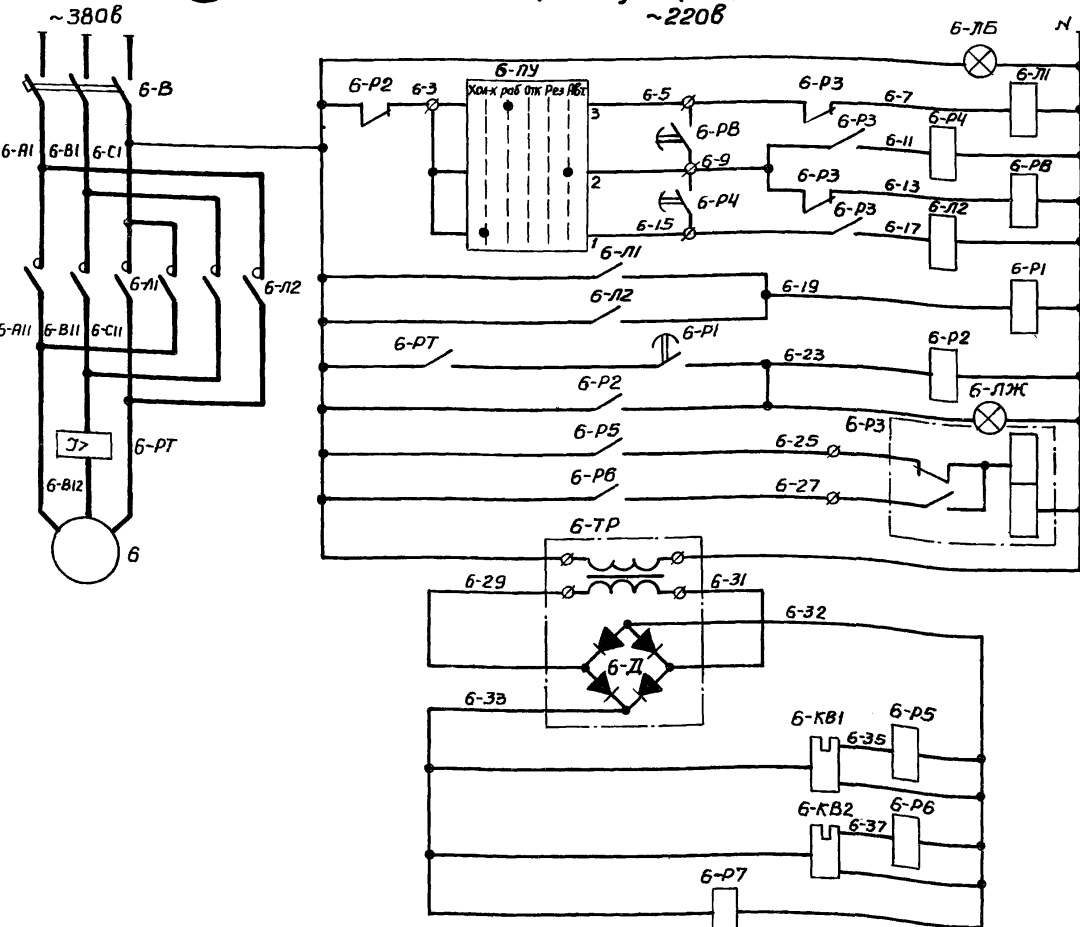 ~380в
~220в
6-ЛБ
N
6-В
6-Р2
6-3
6-ПУ
Хол-х раб Отк Рез Авт
3
2
1
6-5
6-РВ
6-9
6-Р4
6-15
6-Р3
6-7
6-Л1
6-Р3
6-11
6-Р4
6-Р3
6-13
6-РВ
6-Р3
6-17
6-Л2
6-А1
6-В1
6-С1
6-Л1
6-Л2
6-А11
6-В11
6-С11
6-Л1
6-Л2
6-19
6-Р1
6-РТ
6-Р1
6-23
6-Р2
6-Р2
6-ЛЖ
6-Р5
6-25
6-Р3
6-Р6
6-27
J>
6-РТ
6-В12
6
6-ТР
6-29
6-31
6-32
6-Д
6-33
6-КВ1
6-35
6-Р5
6-КВ2
6-37
6-Р6
6-Р7